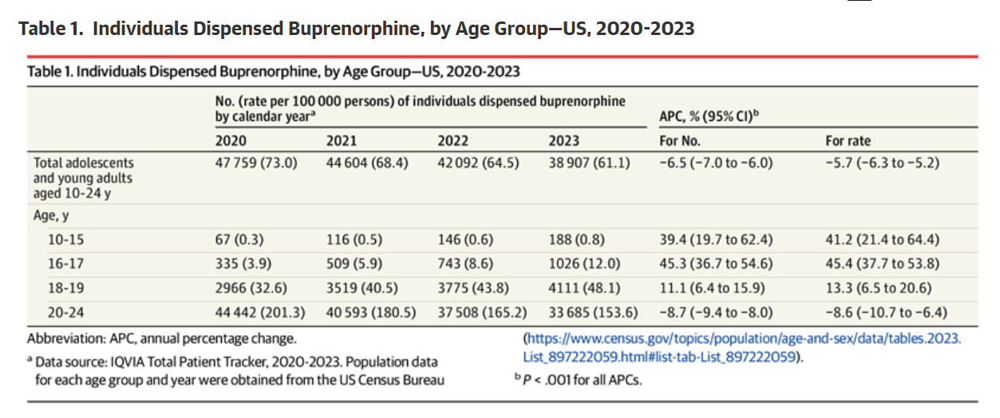 Table 1. Individuals Dispensed Buprenorphine, by Age Group—US, 2020-2023
Table 1. Individuals Dispensed Buprenorphine, by Age Group—US, 2020-2023
No. (rate per 100 000 persons) of individuals dispensed buprenorphine
by calendar yearᵃ
APC, % (95% CI)ᵇ
2020 2021 2022 2023 For No. For rate
Total adolescents
and young adults
aged 10-24 y
47 759 (73.0) 44 604 (68.4) 42 092 (64.5) 38 907 (61.1) −6.5 (−7.0 to −6.0) −5.7 (−6.3 to −5.2)
Age, y
10-15 67 (0.3) 116 (0.5) 146 (0.6) 188 (0.8) 39.4 (19.7 to 62.4) 41.2 (21.4 to 64.4)
16-17 335 (3.9) 509 (5.9) 743 (8.6) 1026 (12.0) 45.3 (36.7 to 54.6) 45.4 (37.7 to 53.8)
18-19 2966 (32.6) 3519 (40.5) 3775 (43.8) 4111 (48.1) 11.1 (6.4 to 15.9) 13.3 (6.5 to 20.6)
20-24 44 442 (201.3) 40 593 (180.5) 37 508 (165.2) 33 685 (153.6) −8.7 (−9.4 to −8.0) −8.6 (−10.7 to −6.4)
Abbreviation: APC, annual percentage change.
ᵃ Data source: IQVIA Total Patient Tracker, 2020-2023. Population data
for each age group and year were obtained from the US Census Bureau
(https://www.census.gov/topics/population/age-and-sex/data/tables.2023.
List_897222059.html#list-tab-List_897222059).
ᵇ P < .001 for all APCs.